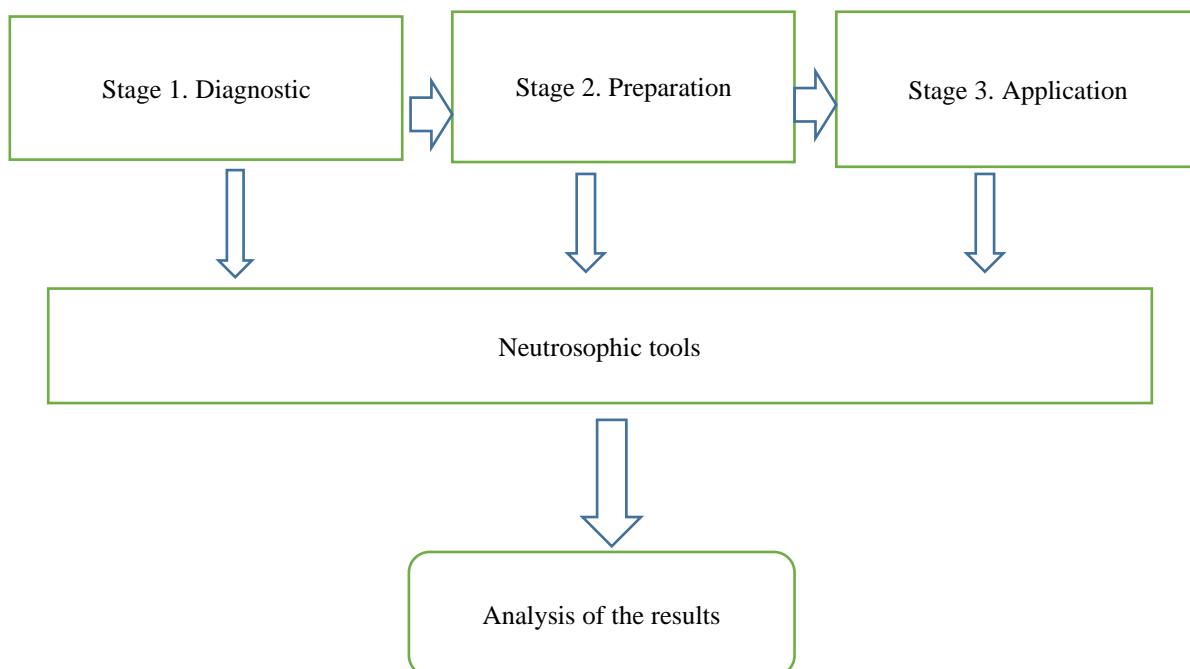 Stage 1. Diagnostic
Stage 2. Preparation
Stage 3. Application
Neutrosophic tools
Analysis of the results